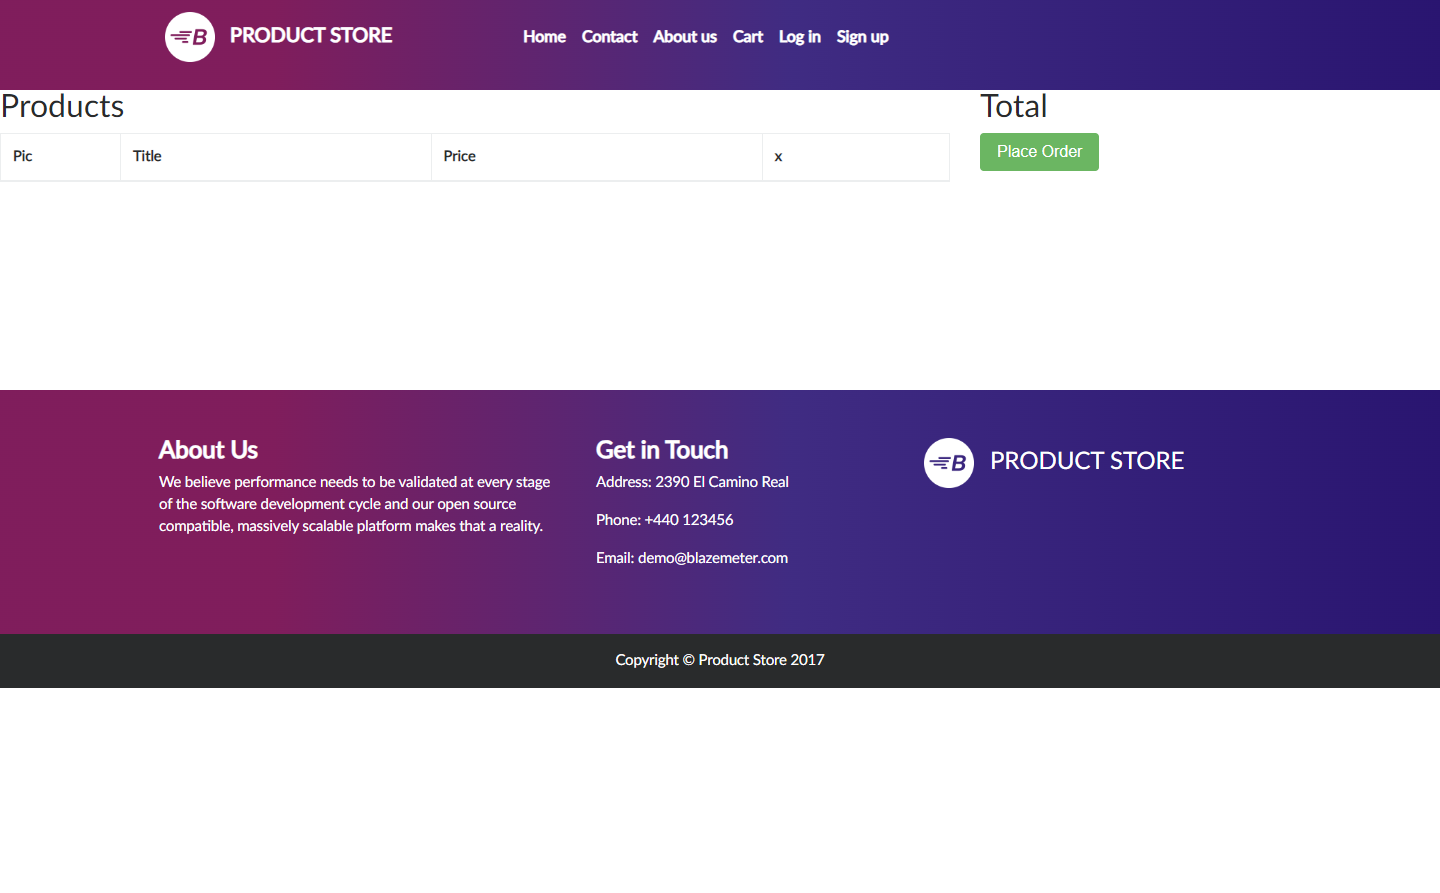 B PRODUCT STORE
Home Contact About us Cart Log in Sign up
Products
Total
Pic Title Price x
Place Order
About Us
We believe performance needs to be validated at every stage
of the software development cycle and our open source
compatible, massively scalable platform makes that a reality.
Get in Touch
Address: 2390 El Camino Real
Phone: +440 123456
Email: demo@blazemeter.com
B PRODUCT STORE
Copyright © Product Store 2017